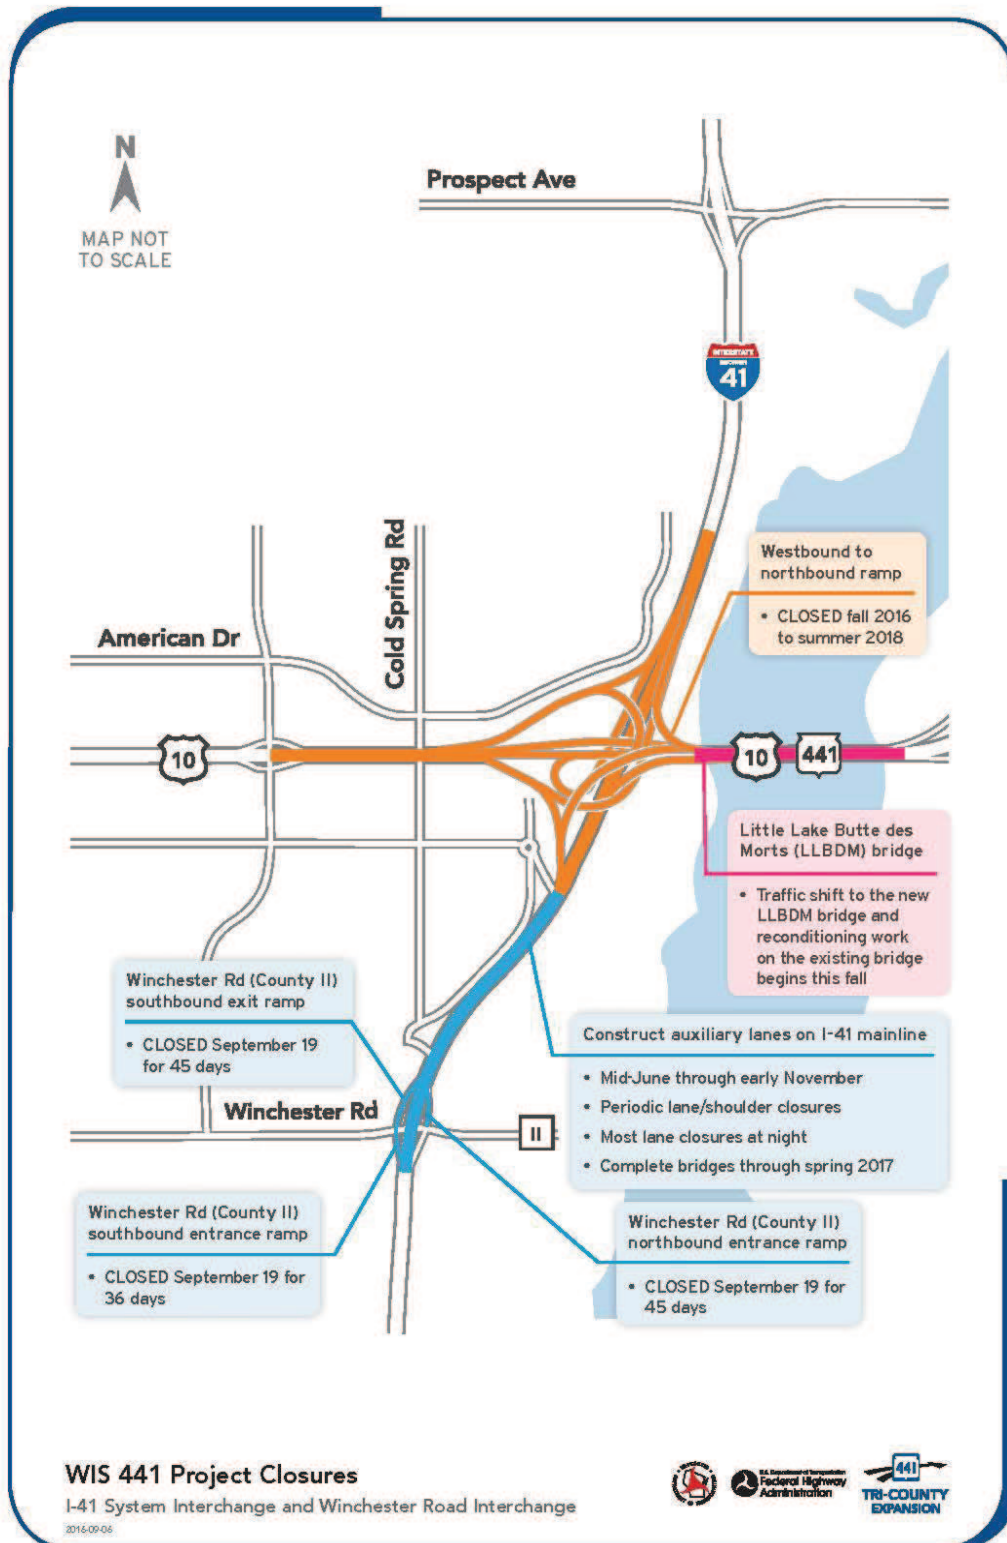 N
MAP NOT
TO SCALE
Prospect Ave
INTERSTATE
41
Cold Spring Rd
Westbound to
northbound ramp
• CLOSED fall 2016
to summer 2018
American Dr
10
10
441
Little Lake Butte des
Morts (LLBDM) bridge
• Traffic shift to the new
LLBDM bridge and
reconditioning work
on the existing bridge
begins this fall
Winchester Rd (County II)
southbound exit ramp
• CLOSED September 19
for 45 days
Construct auxiliary lanes on I-41 mainline
• Mid-June through early November
• Periodic lane/shoulder closures
• Most lane closures at night
• Complete bridges through spring 2017
Winchester Rd
II
Winchester Rd (County II)
southbound entrance ramp
• CLOSED September 19 for
36 days
Winchester Rd (County II)
northbound entrance ramp
• CLOSED September 19 for
45 days
WIS 441 Project Closures
I-41 System Interchange and Winchester Road Interchange
2016-09-06
U.S. Department of Transportation
Federal Highway
Administration
441
TRI-COUNTY
EXPANSION